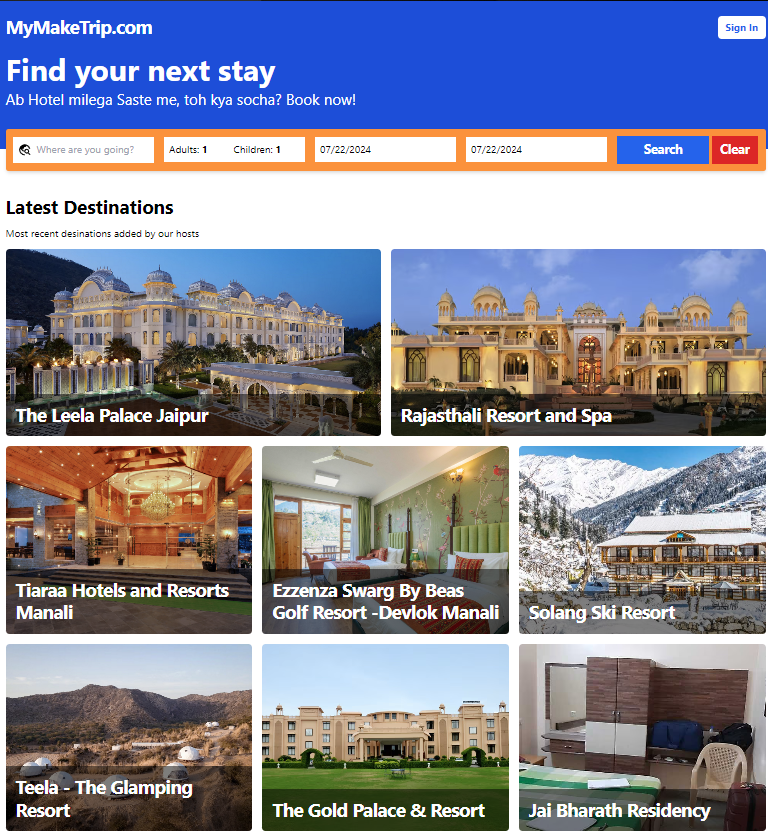 MyMakeTrip.com
Sign In
Find your next stay
Ab Hotel milega Saste me, toh kya socha? Book now!
Where are you going?
Adults: 1 Children: 1
07/22/2024
07/22/2024
Search
Clear
Latest Destinations
Most recent desinations added by our hosts
The Leela Palace Jaipur
Rajasthali Resort and Spa
Tiaraa Hotels and Resorts
Manali
Ezzenza Swarg By Beas
Golf Resort -Devlok Manali
Solang Ski Resort
Teela - The Glamping
Resort
The Gold Palace & Resort
Jai Bharath Residency